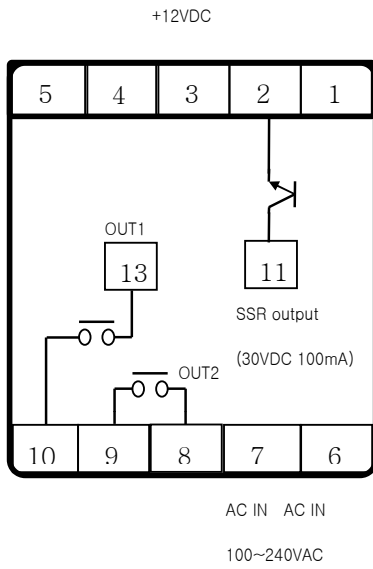 +12VDC
5 4 3 2 1
OUT1
13 11
SSR output
(30VDC 100mA)
OUT2
10 9 8 7 6
AC IN AC IN
100~240VAC